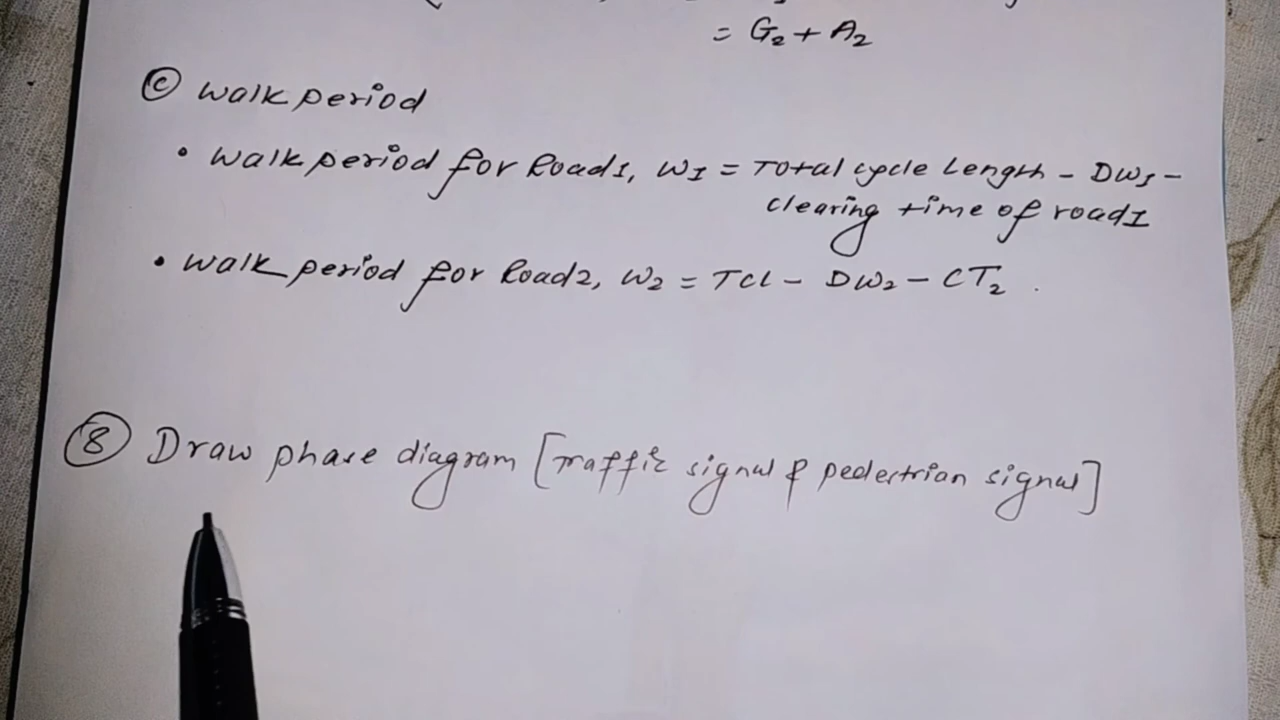 = G2 + A2
ⓒ walk period
• walk period for Road1, W1 = Total cycle Length - DW1 -
clearing time of road1
• walk period for Road2, W2 = TCL - DW2 - CT2 .
⑧ Draw phase diagram [Traffic signal & pedestrian signal]